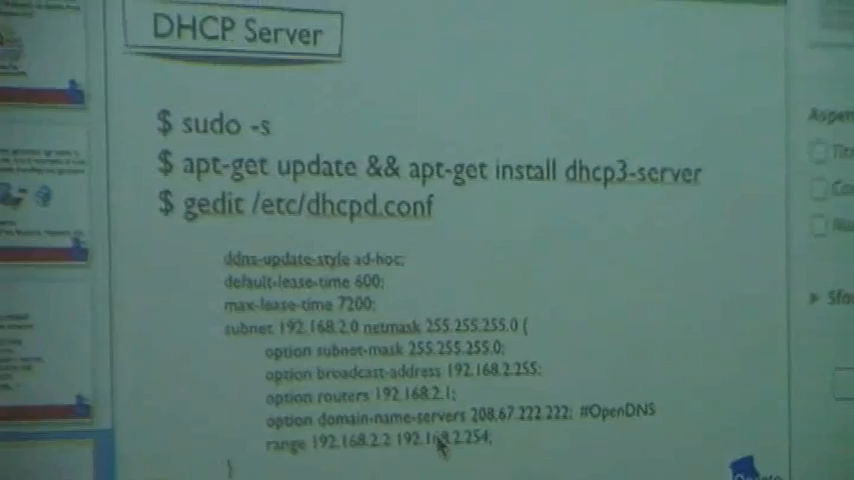 DHCP Server
$ sudo -s
$ apt-get update && apt-get install dhcp3-server
$ gedit /etc/dhcpd.conf
ddns-update-style ad-hoc;
default-lease-time 600;
max-lease-time 7200;
subnet 192.168.2.0 netmask 255.255.255.0 {
option subnet-mask 255.255.255.0;
option broadcast-address 192.168.2.255;
option routers 192.168.2.1;
option domain-name-servers 208.67.222.222; #OpenDNS
range 192.168.2.2 192.168.2.254;
}